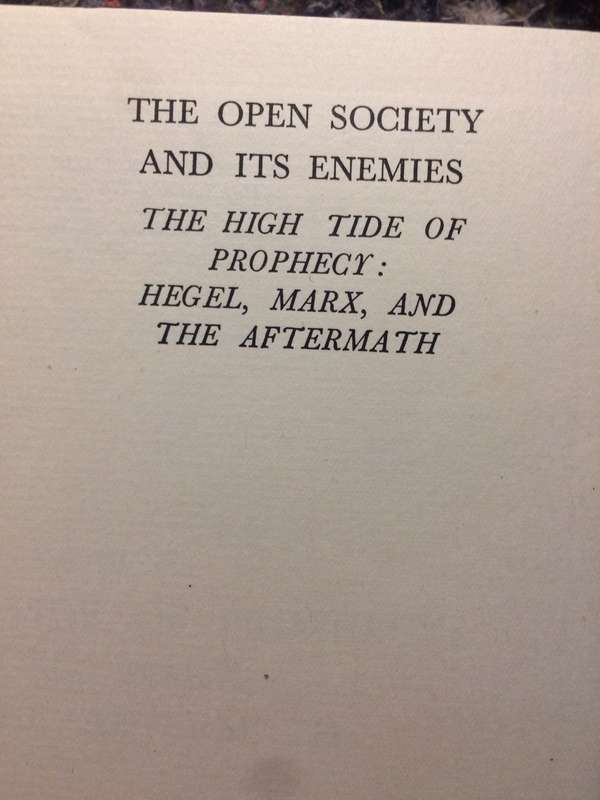 THE OPEN SOCIETY
AND ITS ENEMIES
THE HIGH TIDE OF
PROPHECY:
HEGEL, MARX, AND
THE AFTERMATH